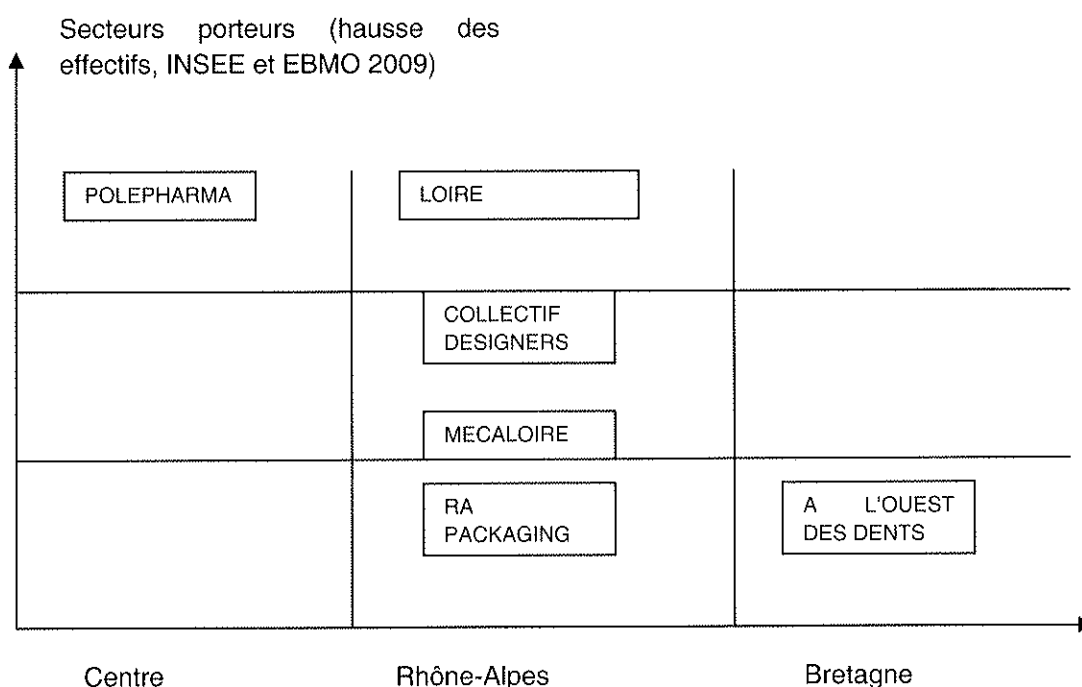 Secteurs porteurs (hausse des
effectifs, INSEE et EBMO 2009)
POLEPHARMA
LOIRE
COLLECTIF
DESIGNERS
MECALOIRE
RA
PACKAGING
A L'OUEST
DES DENTS
Centre
Rhône-Alpes
Bretagne